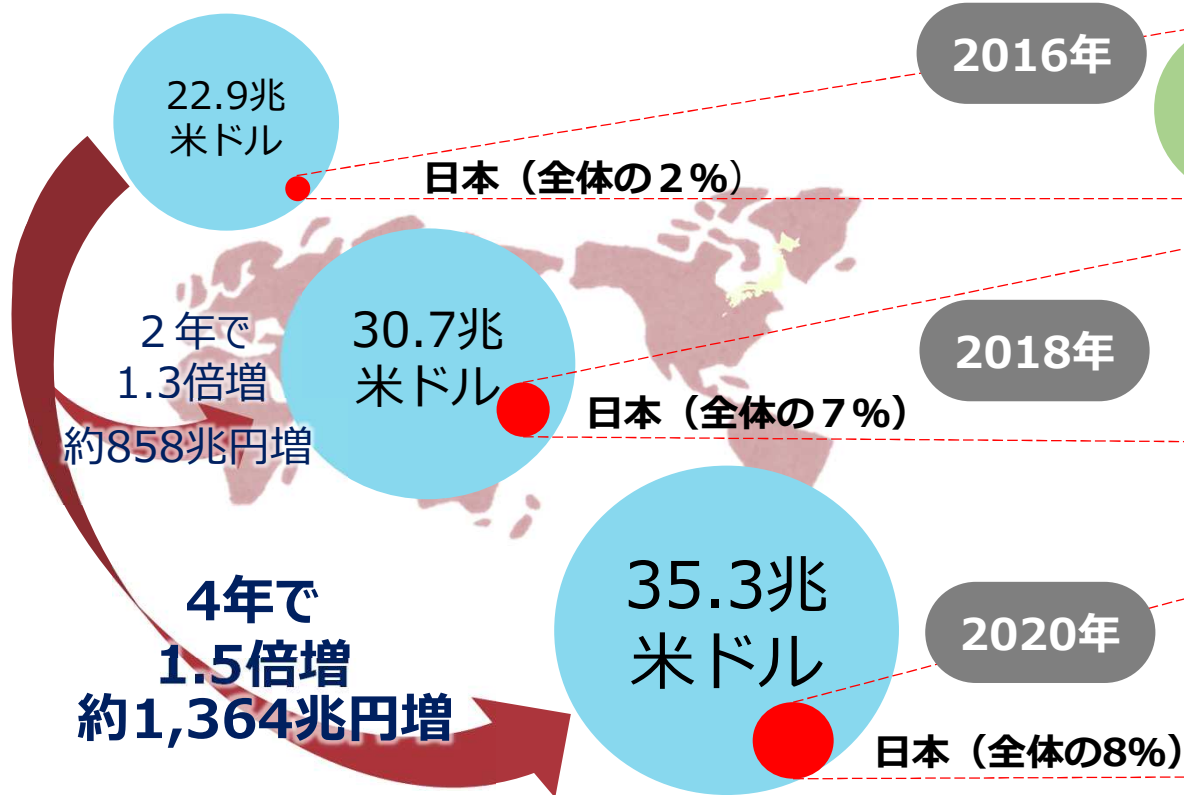 22.9兆
米ドル
2016年
日本（全体の２%）
２年で
1.3倍増
約858兆円増
30.7兆
米ドル
2018年
日本（全体の７%）
4年で
1.5倍増
約1,364兆円増
35.3兆
米ドル
2020年
日本（全体の8%）